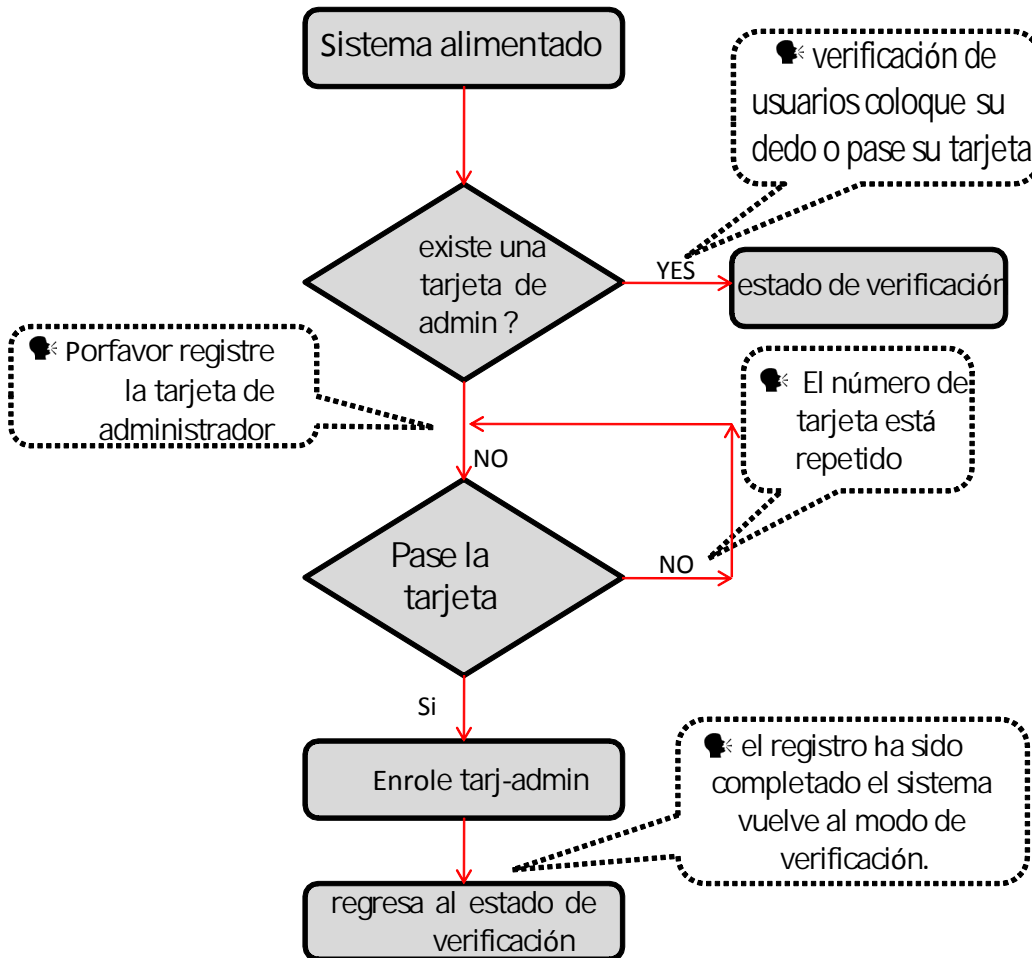 Sistema alimentado
verificación de
usuarios coloque su
dedo o pase su tarjeta
existe una
tarjeta de
admin ?
YES
estado de verificación
Porfavor registre
la tarjeta de
administrador
El número de
tarjeta está
repetido
NO
Pase la
tarjeta
NO
Si
Enrole tarj-admin
el registro ha sido
completado el sistema
vuelve al modo de
verificación.
regresa al estado de
verificación